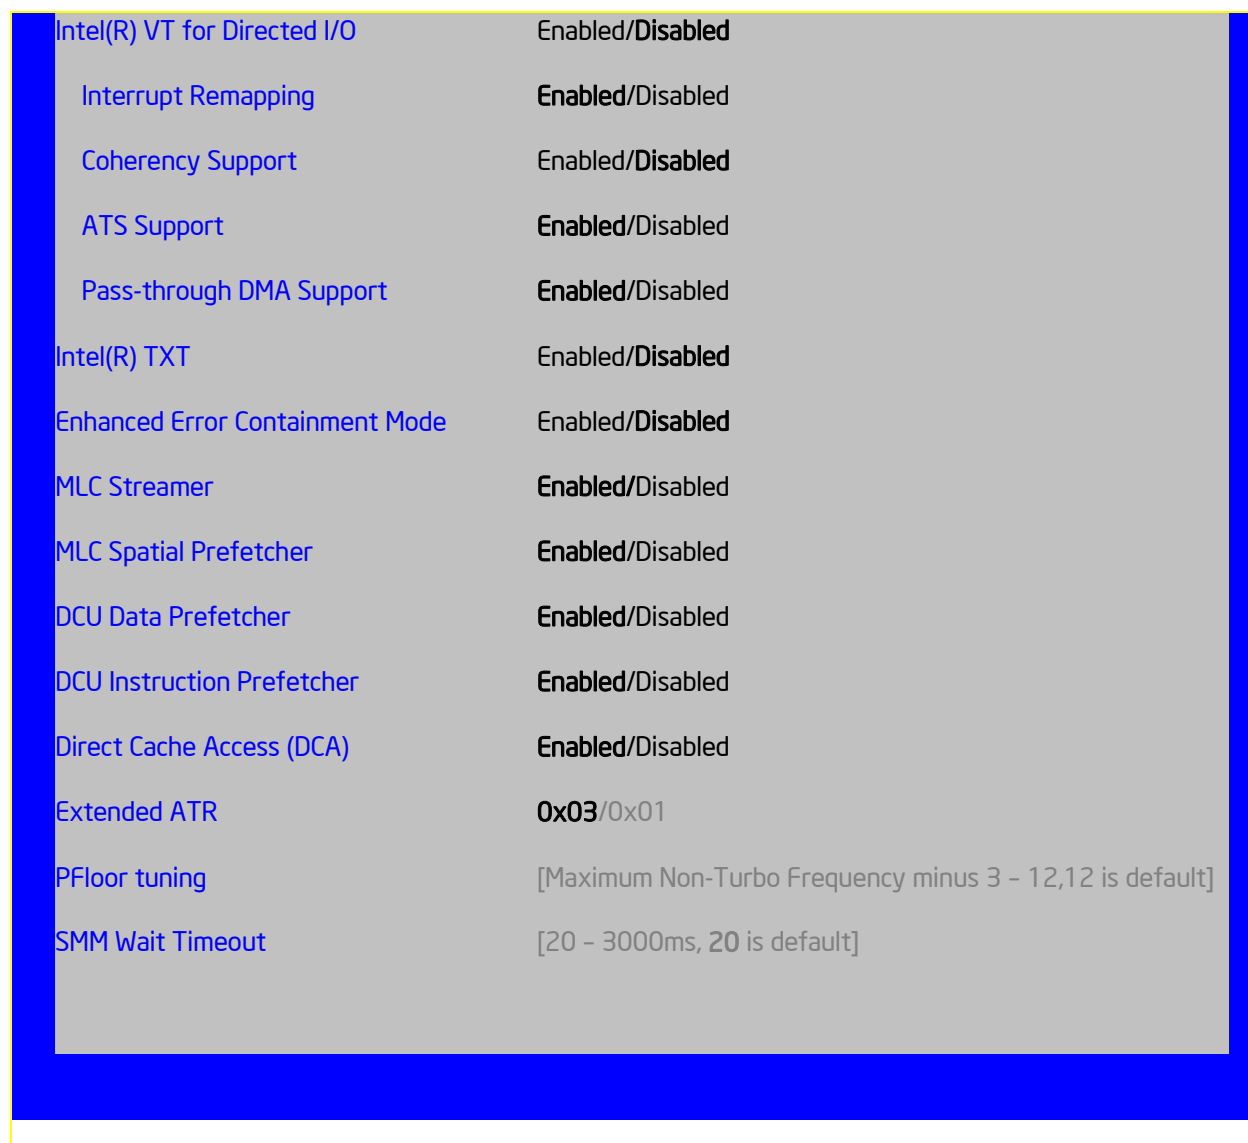 Intel(R) VT for Directed I/O Enabled/Disabled
Interrupt Remapping Enabled/Disabled
Coherency Support Enabled/Disabled
ATS Support Enabled/Disabled
Pass-through DMA Support Enabled/Disabled
Intel(R) TXT Enabled/Disabled
Enhanced Error Containment Mode Enabled/Disabled
MLC Streamer Enabled/Disabled
MLC Spatial Prefetcher Enabled/Disabled
DCU Data Prefetcher Enabled/Disabled
DCU Instruction Prefetcher Enabled/Disabled
Direct Cache Access (DCA) Enabled/Disabled
Extended ATR 0x03/0x01
PFloor tuning [Maximum Non-Turbo Frequency minus 3 – 12,12 is default]
SMM Wait Timeout [20 – 3000ms, 20 is default]